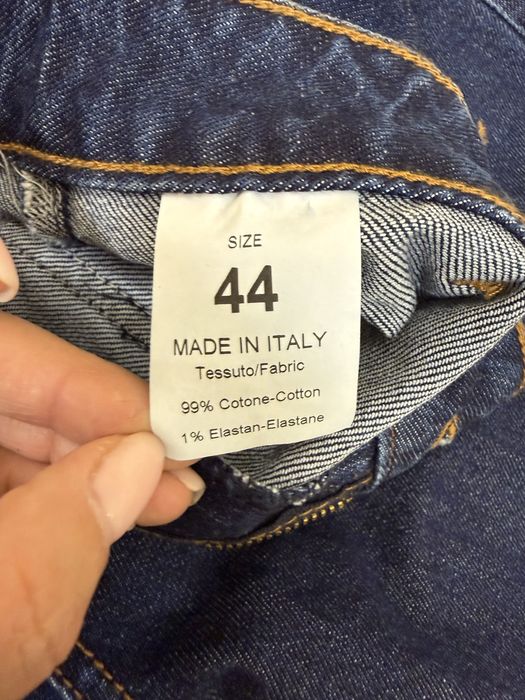 SIZE
44
MADE IN ITALY
Tessuto/Fabric
99% Cotone-Cotton
1% Elastan-Elastane